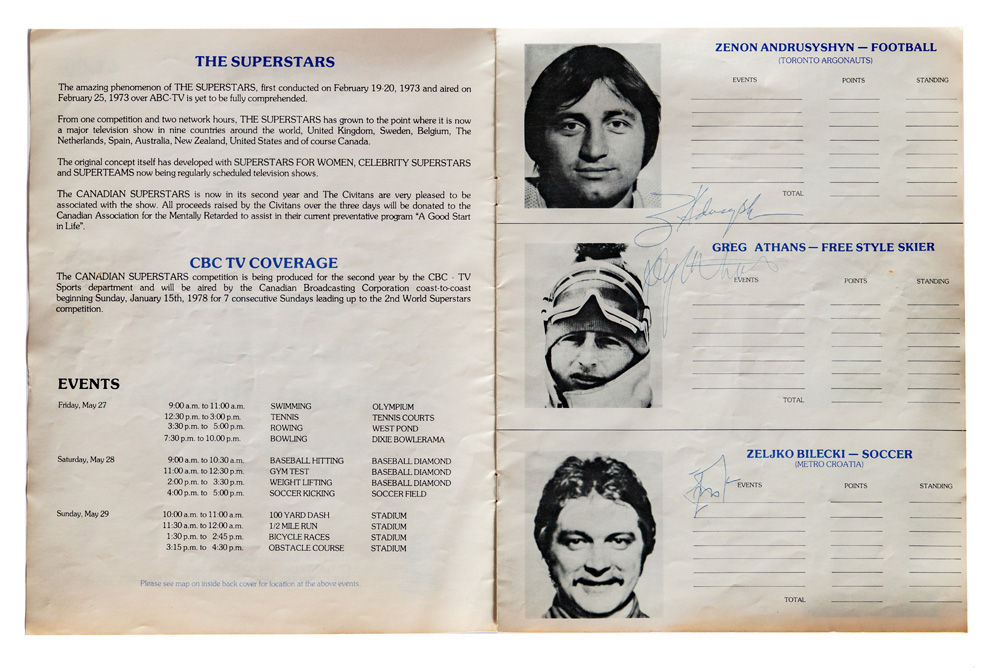 THE SUPERSTARS
The amazing phenomenon of THE SUPERSTARS, first conducted on February 19-20, 1973 and aired on
February 25, 1973 over ABC-TV is yet to be fully comprehended.
From one competition and two network hours, THE SUPERSTARS has grown to the point where it is now
a major television show in nine countries around the world, United Kingdom, Sweden, Belgium, The
Netherlands, Spain, Australia, New Zealand, United States and of course Canada.
The original concept itself has developed with SUPERSTARS FOR WOMEN, CELEBRITY SUPERSTARS
and SUPERTEAMS now being regularly scheduled television shows.
The CANADIAN SUPERSTARS is now in its second year and The Civitans are very pleased to be
associated with the show. All proceeds raised by the Civitans over the three days will be donated to the
Canadian Association for the Mentally Retarded to assist in their current preventative program "A Good Start
in Life".
CBC TV COVERAGE
The CANADIAN SUPERSTARS competition is being produced for the second year by the CBC - TV
Sports department and will be aired by the Canadian Broadcasting Corporation coast-to-coast
beginning Sunday, January 15th, 1978 for 7 consecutive Sundays leading up to the 2nd World Superstars
competition.
EVENTS
Friday, May 27 9:00 a.m. to 11:00 a.m. SWIMMING OLYMPIUM
12:30 p.m. to 3:00 p.m. TENNIS TENNIS COURTS
3:30 p.m. to 5:00 p.m. ROWING WEST POND
7:30 p.m. to 10.00 p.m. BOWLING DIXIE BOWLERAMA
Saturday, May 28 9:00 a.m. to 10:30 a.m. BASEBALL HITTING BASEBALL DIAMOND
11:00 a.m. to 12:30 p.m. GYM TEST BASEBALL DIAMOND
2:00 p.m. to 3:30 p.m. WEIGHT LIFTING BASEBALL DIAMOND
4:00 p.m. to 5:00 p.m. SOCCER KICKING SOCCER FIELD
Sunday, May 29 10:00 a.m. to 11:00 a.m. 100 YARD DASH STADIUM
11:30 a.m. to 12:00 a.m. 1/2 MILE RUN STADIUM
1:30 p.m. to 2:45 p.m. BICYCLE RACES STADIUM
3:15 p.m. to 4:30 p.m. OBSTACLE COURSE STADIUM
Please see map on inside back cover for location at the above events.
ZENON ANDRUSYSHYN — FOOTBALL
(TORONTO ARGONAUTS)
EVENTS POINTS STANDING
TOTAL
GREG ATHANS — FREE STYLE SKIER
EVENTS POINTS STANDING
TOTAL
ZELJKO BILECKI — SOCCER
(METRO CROATIA)
EVENTS POINTS STANDING
TOTAL